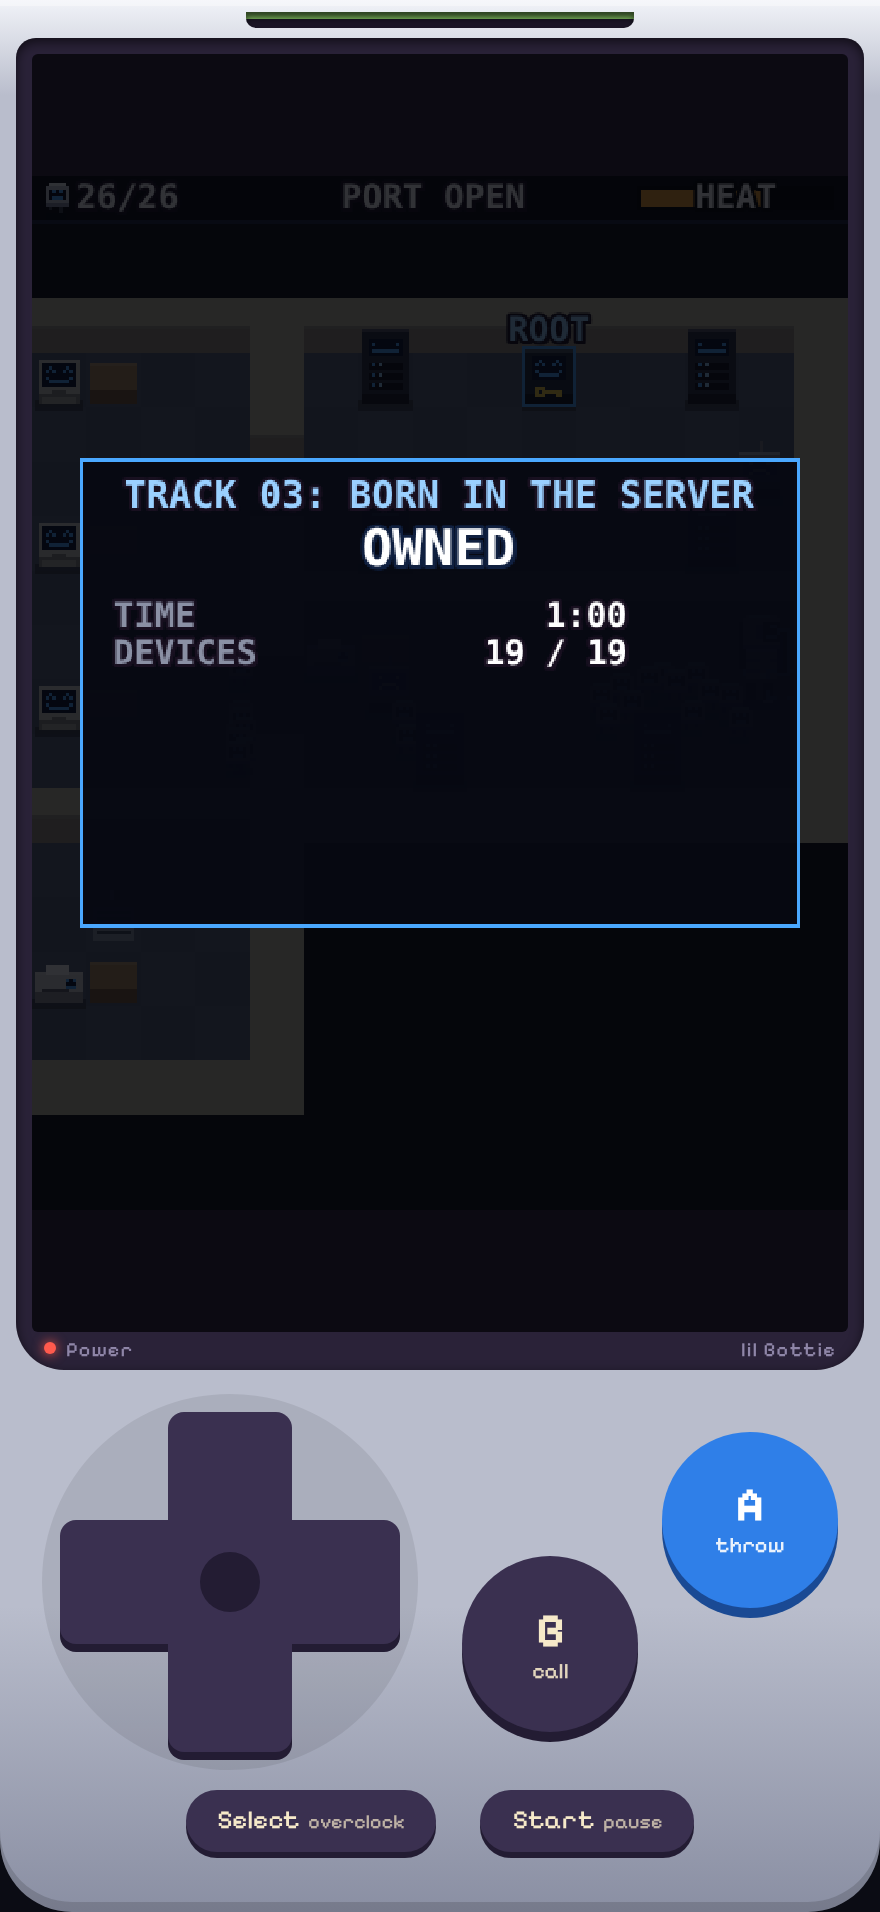 26/26 PORT OPEN HEAT
ROOT
TRACK 03: BORN IN THE SERVER
OWNED
TIME 1:00
DEVICES 19 / 19
Power lil Bottie
A
throw
B
call
Select overclock Start pause